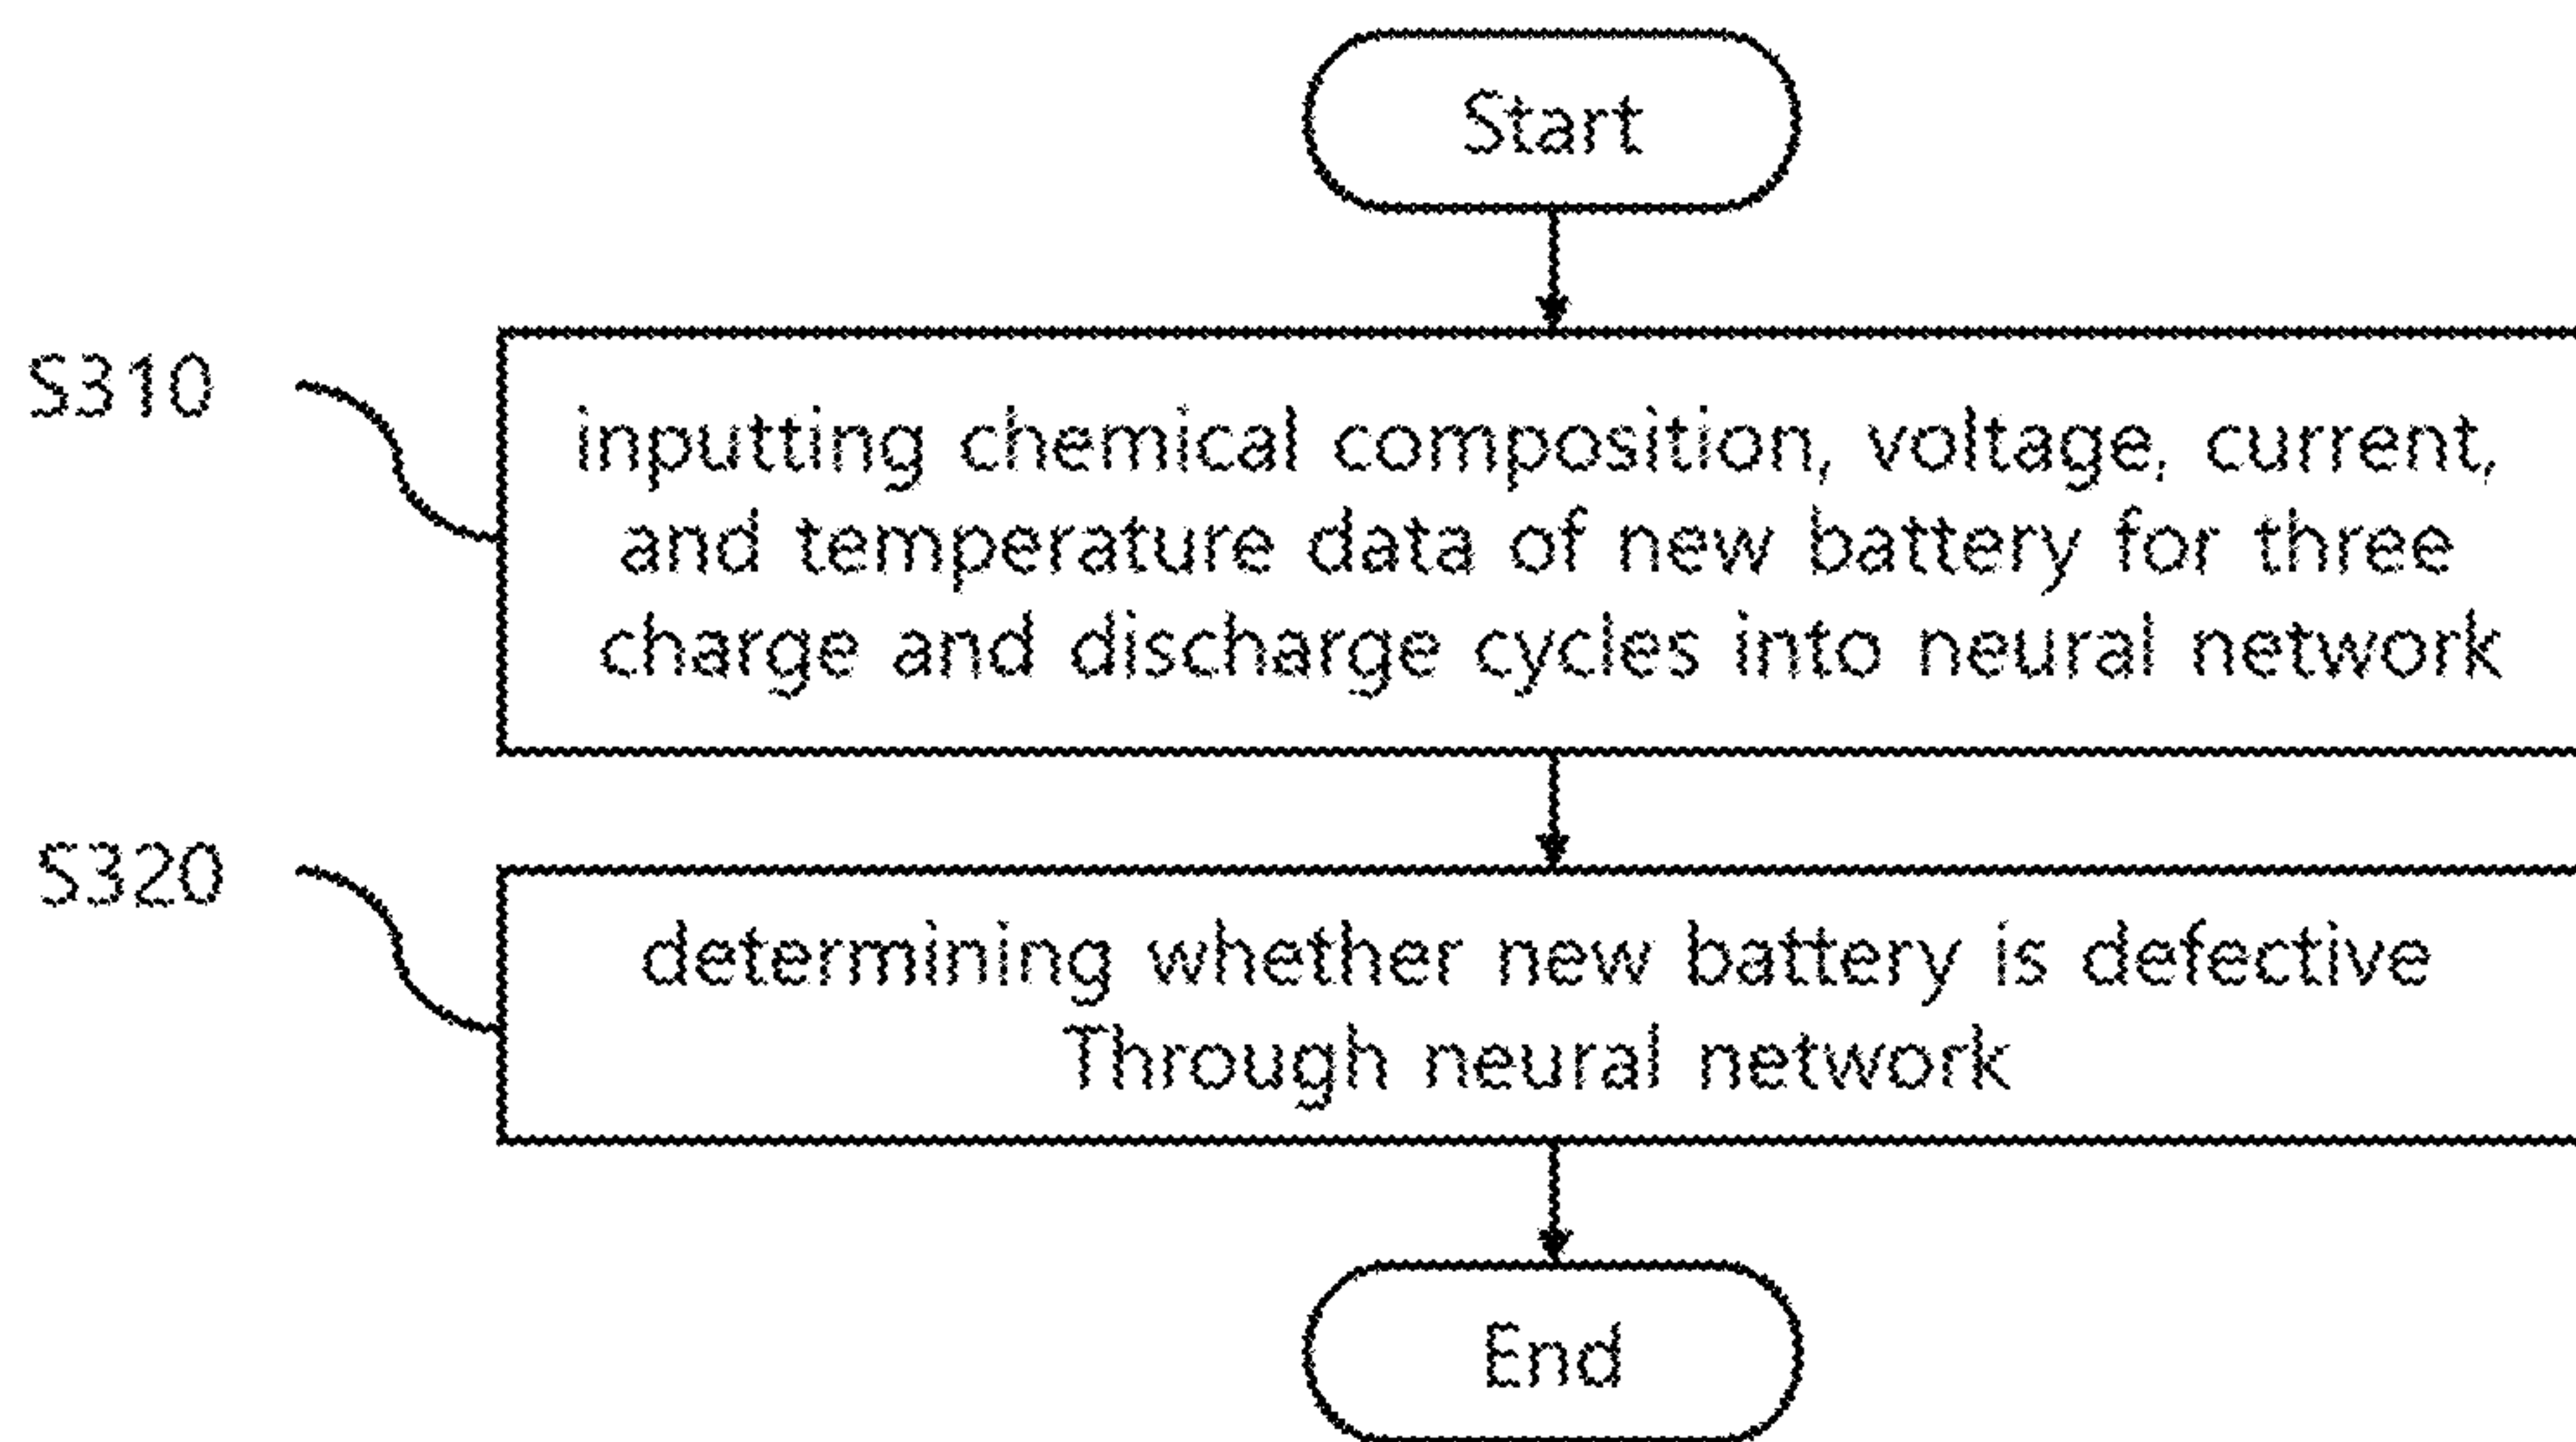 Start
S310
inputting chemical composition, voltage, current,
and temperature data of new battery for three
charge and discharge cycles into neural network
S320
determining whether new battery is defective
Through neural network
End